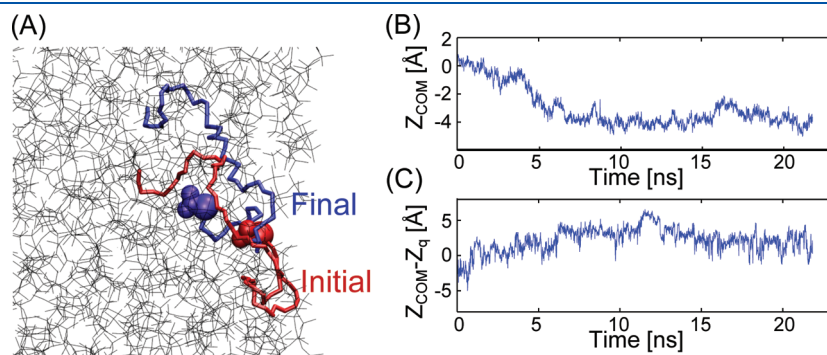 (A)
Final
Initial
(B)
Z_COM [Å]
2
0
-2
-4
0 5 10 15 20
Time [ns]
(C)
Z_COM-Z_q [Å]
5
0
-5
0 5 10 15 20
Time [ns]